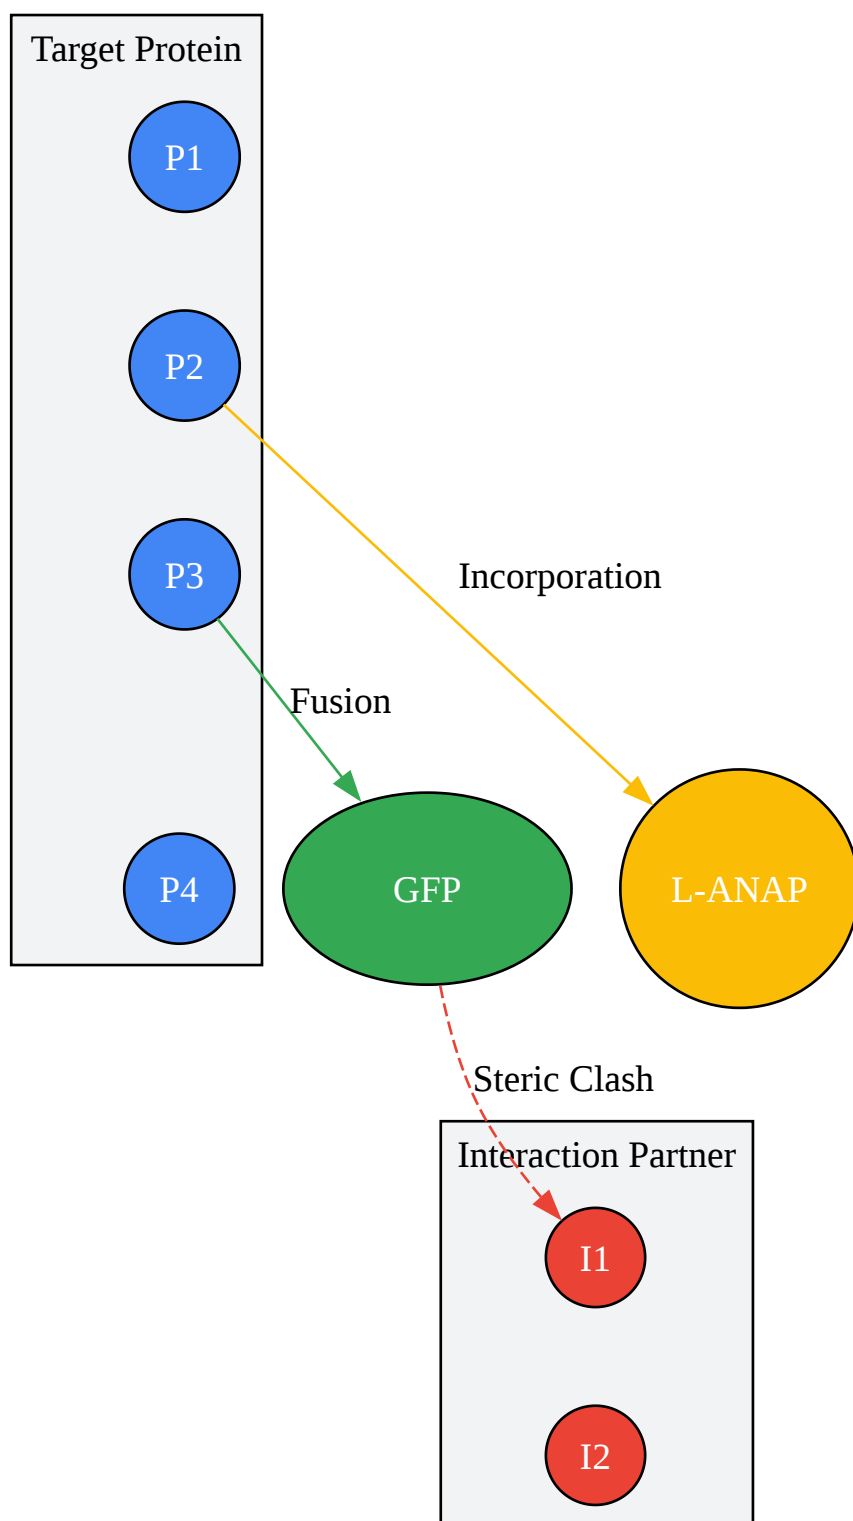 Target Protein
P1
P2
P3
Incorporation
Fusion
P4
GFP
L-ANAP
Steric Clash
Interaction Partner
I1
I2